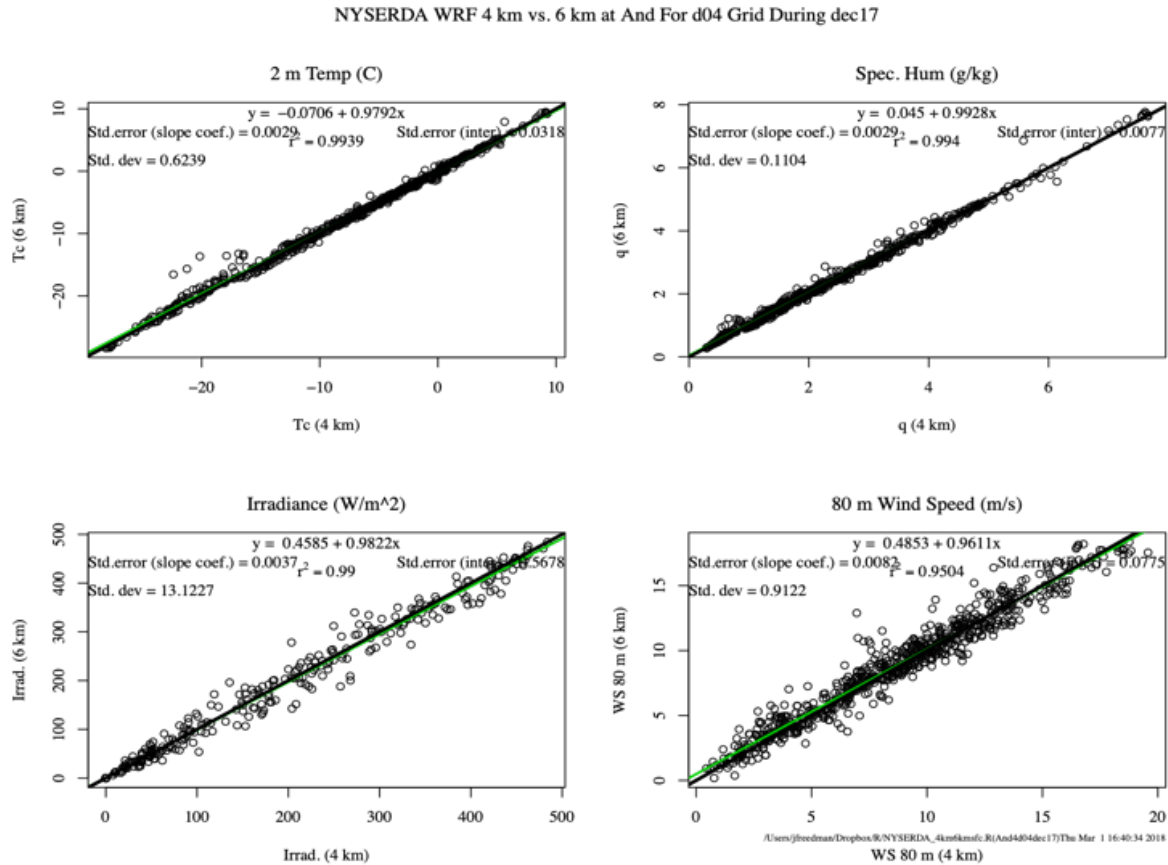 NYSERDA WRF 4 km vs. 6 km at And For d04 Grid During dec17
2 m Temp (C)
y = −0.0706 + 0.9792x
Std.error (slope coef.) = 0.0029
Std.error (inter) = 0.0318
r2 = 0.9939
Std. dev = 0.6239
10
0
−10
−20
Tc (6 km)
−20 −10 0 10
Tc (4 km)
Spec. Hum (g/kg)
y = 0.045 + 0.9928x
Std.error (slope coef.) = 0.0029
Std.error (inter) = 0.0077
r2 = 0.994
Std. dev = 0.1104
8
6
4
2
0
q (6 km)
0 2 4 6
q (4 km)
Irradiance (W/m^2)
y = 0.4585 + 0.9822x
Std.error (slope coef.) = 0.0037
.5678
r2 = 0.99
Std. dev = 13.1227
500
400
300
200
100
0
Irrad. (6 km)
0 100 200 300 400 500
Irrad. (4 km)
80 m Wind Speed (m/s)
y = 0.4853 + 0.9611x
Std.error (slope coef.) = 0.0082
Std.error = 0.0775
r2 = 0.9504
Std. dev = 0.9122
15
10
5
0
WS 80 m (6 km)
0 5 10 15 20
/Users/jfreedman/Dropbox/R/NYSERDA_4km6kmsfc.R(And4d04dec17)Thu Mar 1 16:40:34 2018
WS 80 m (4 km)